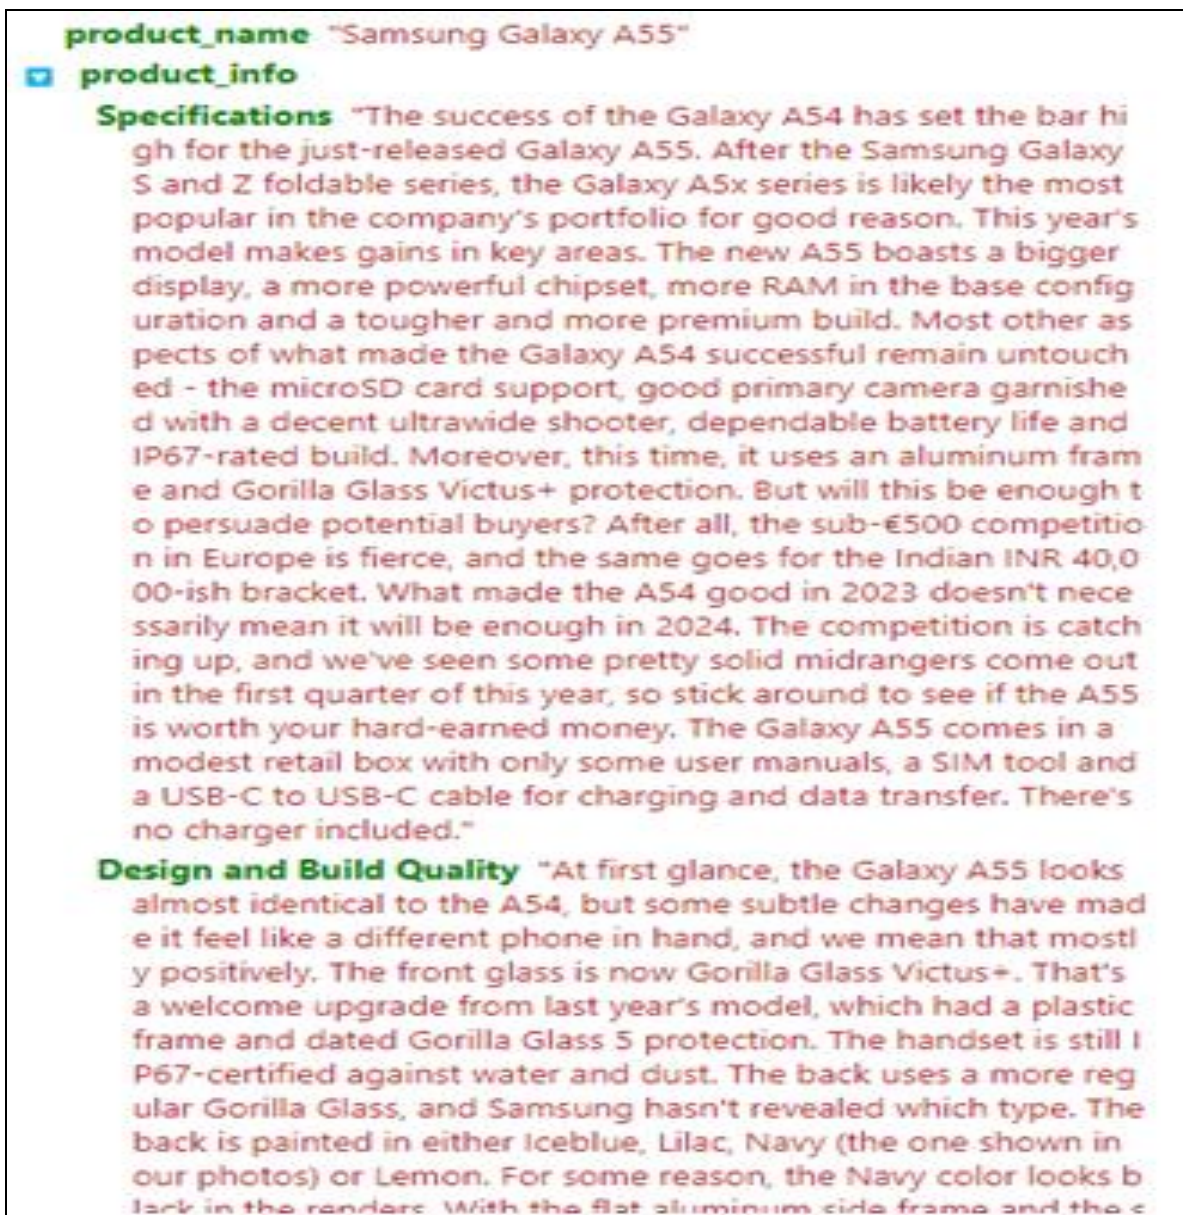 product_name "Samsung Galaxy A55"
product_info
Specifications "The success of the Galaxy A54 has set the bar hi
gh for the just-released Galaxy A55. After the Samsung Galaxy
S and Z foldable series, the Galaxy A5x series is likely the most
popular in the company's portfolio for good reason. This year's
model makes gains in key areas. The new A55 boasts a bigger
display, a more powerful chipset, more RAM in the base config
uration and a tougher and more premium build. Most other as
pects of what made the Galaxy A54 successful remain untouch
ed - the microSD card support, good primary camera garnishe
d with a decent ultrawide shooter, dependable battery life and
IP67-rated build. Moreover, this time, it uses an aluminum fram
e and Gorilla Glass Victus+ protection. But will this be enough t
o persuade potential buyers? After all, the sub-€500 competitio
n in Europe is fierce, and the same goes for the Indian INR 40,0
00-ish bracket. What made the A54 good in 2023 doesn't nece
ssarily mean it will be enough in 2024. The competition is catch
ing up, and we've seen some pretty solid midrangers come out
in the first quarter of this year, so stick around to see if the A55
is worth your hard-earned money. The Galaxy A55 comes in a
modest retail box with only some user manuals, a SIM tool and
a USB-C to USB-C cable for charging and data transfer. There's
no charger included."
Design and Build Quality "At first glance, the Galaxy A55 looks
almost identical to the A54, but some subtle changes have mad
e it feel like a different phone in hand, and we mean that mostl
y positively. The front glass is now Gorilla Glass Victus+. That's
a welcome upgrade from last year's model, which had a plastic
frame and dated Gorilla Glass 5 protection. The handset is still I
P67-certified against water and dust. The back uses a more reg
ular Gorilla Glass, and Samsung hasn't revealed which type. The
back is painted in either Iceblue, Lilac, Navy (the one shown in
our photos) or Lemon. For some reason, the Navy color looks b
lack in the renders. With the flat aluminum side frame and the s